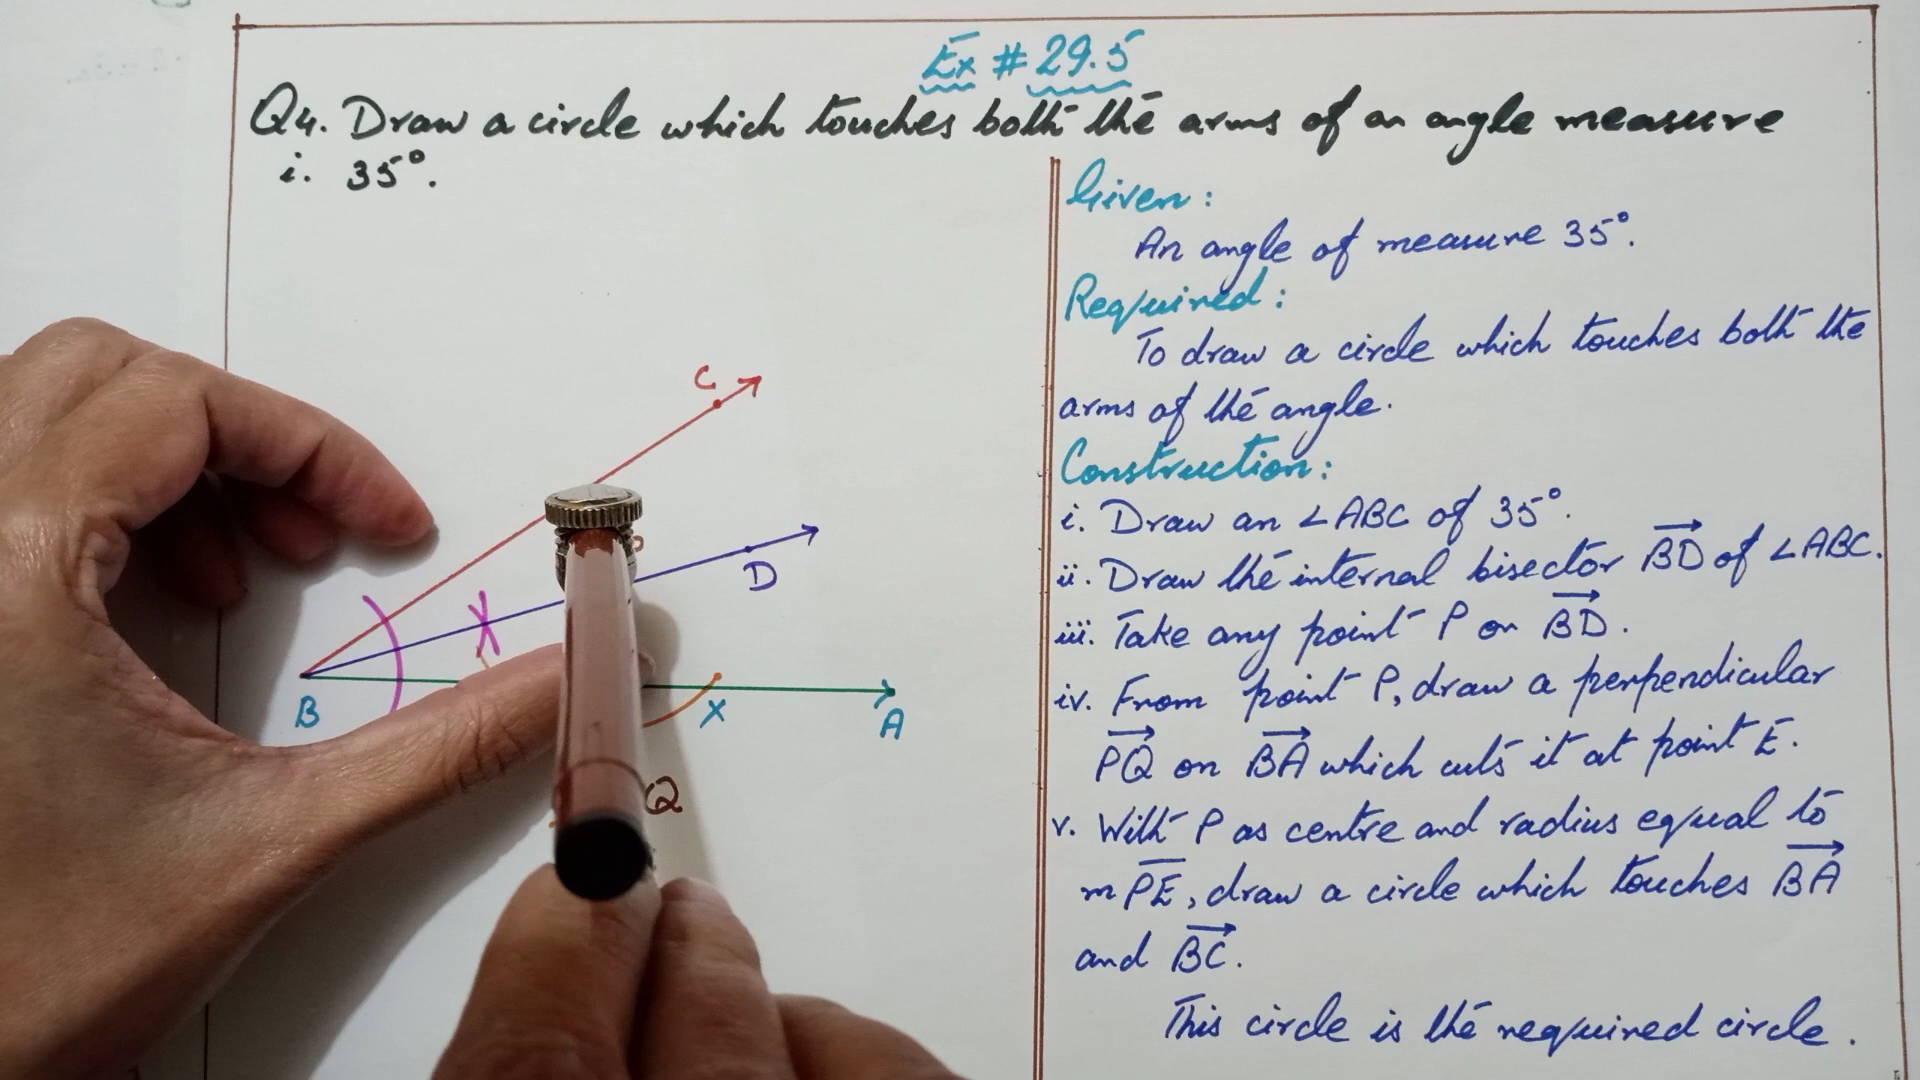 Ex # 29.5
Q4. Draw a circle which touches both the arms of an angle measure
i. 35°.
Given:
An angle of measure 35°.
Required:
To draw a circle which touches both the
arms of the angle.
Construction:
i. Draw an ∠ABC of 35°.
ii. Draw the internal bisector BD of ∠ABC.
iii. Take any point P on BD.
iv. From point P, draw a perpendicular
PQ on BA which cuts it at point E.
v. With P as centre and radius equal to
mPE, draw a circle which touches BA
and BC.
This circle is the required circle.
C
D
B
X
A
Q